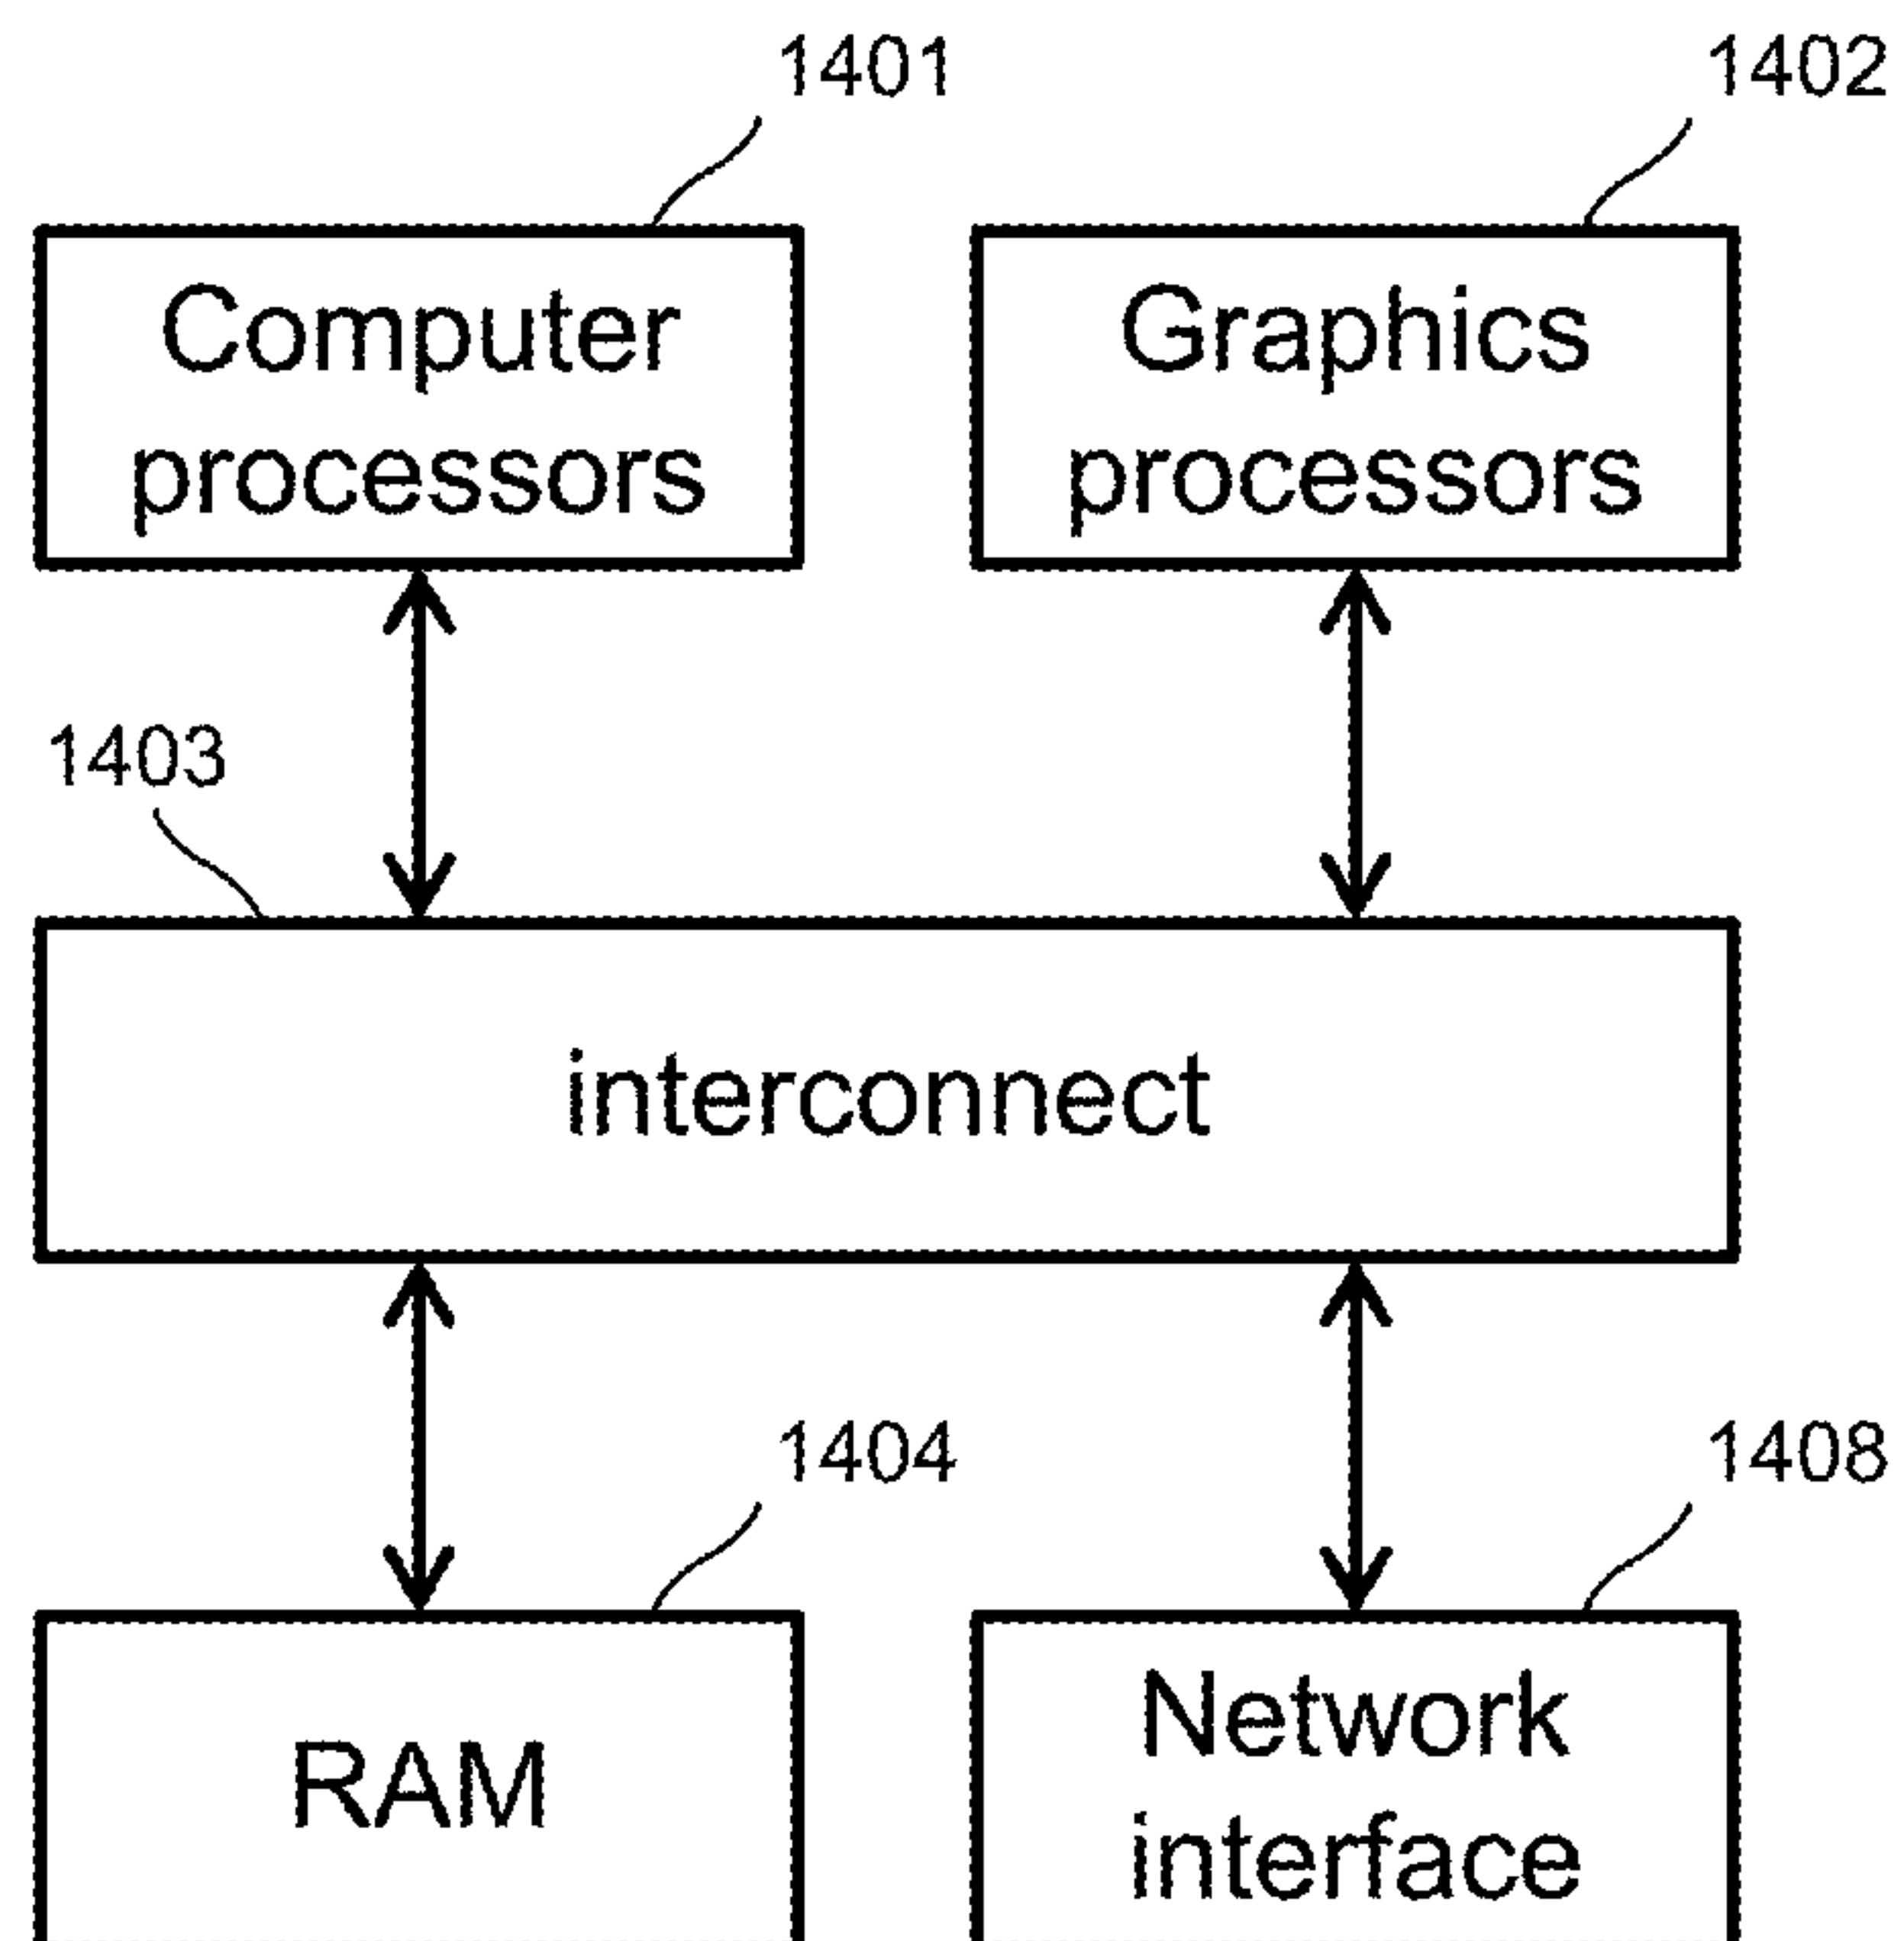 1401
1402
Computer
processors
Graphics
processors
1403
interconnect
1404
1408
RAM
Network
interface